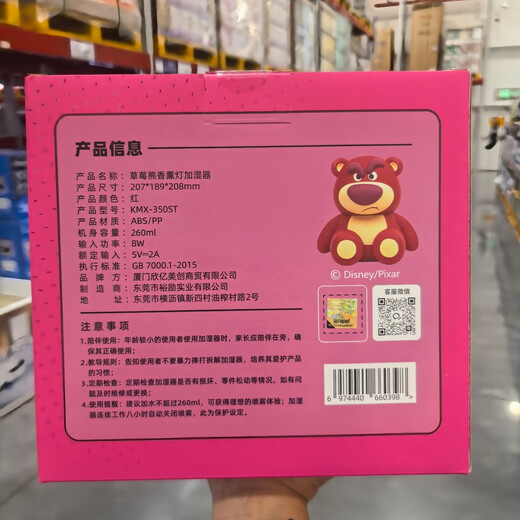 产品信息
产品名称：草莓熊香薰灯加湿器
产品尺寸：207*189*208mm
产品颜色：红
产品型号：KMX-350ST
产品材质：ABS/PP
机身容量：260ml
输入功率：8W
额定输入：5V⎓2A
执行标准：GB 7000.1-2015
品牌方：厦门欣亿美创商贸有限公司
制造商：东莞市裕励实业有限公司
地址：东莞市横沥镇新四村油榨村路2号
© Disney/Pixar
客服微信
注意事项
1.陪伴使用：年龄较小的使用者使用加湿器时，家长应陪伴在旁，确
保其正确使用；
2.教导规则：告知使用者不要暴力摔打拆解加湿器，培养其爱护产品
的习惯；
3.定期检查：定期检查加湿器是否有损坏、零件松动等情况，如有问
题及时维修或更换；
4.使用提醒：建议加水不超过260ml，可获得理想的喷雾体验；加湿
器连续工作八小时自动关闭喷雾，此为保护设定。
6 974440 660398 >